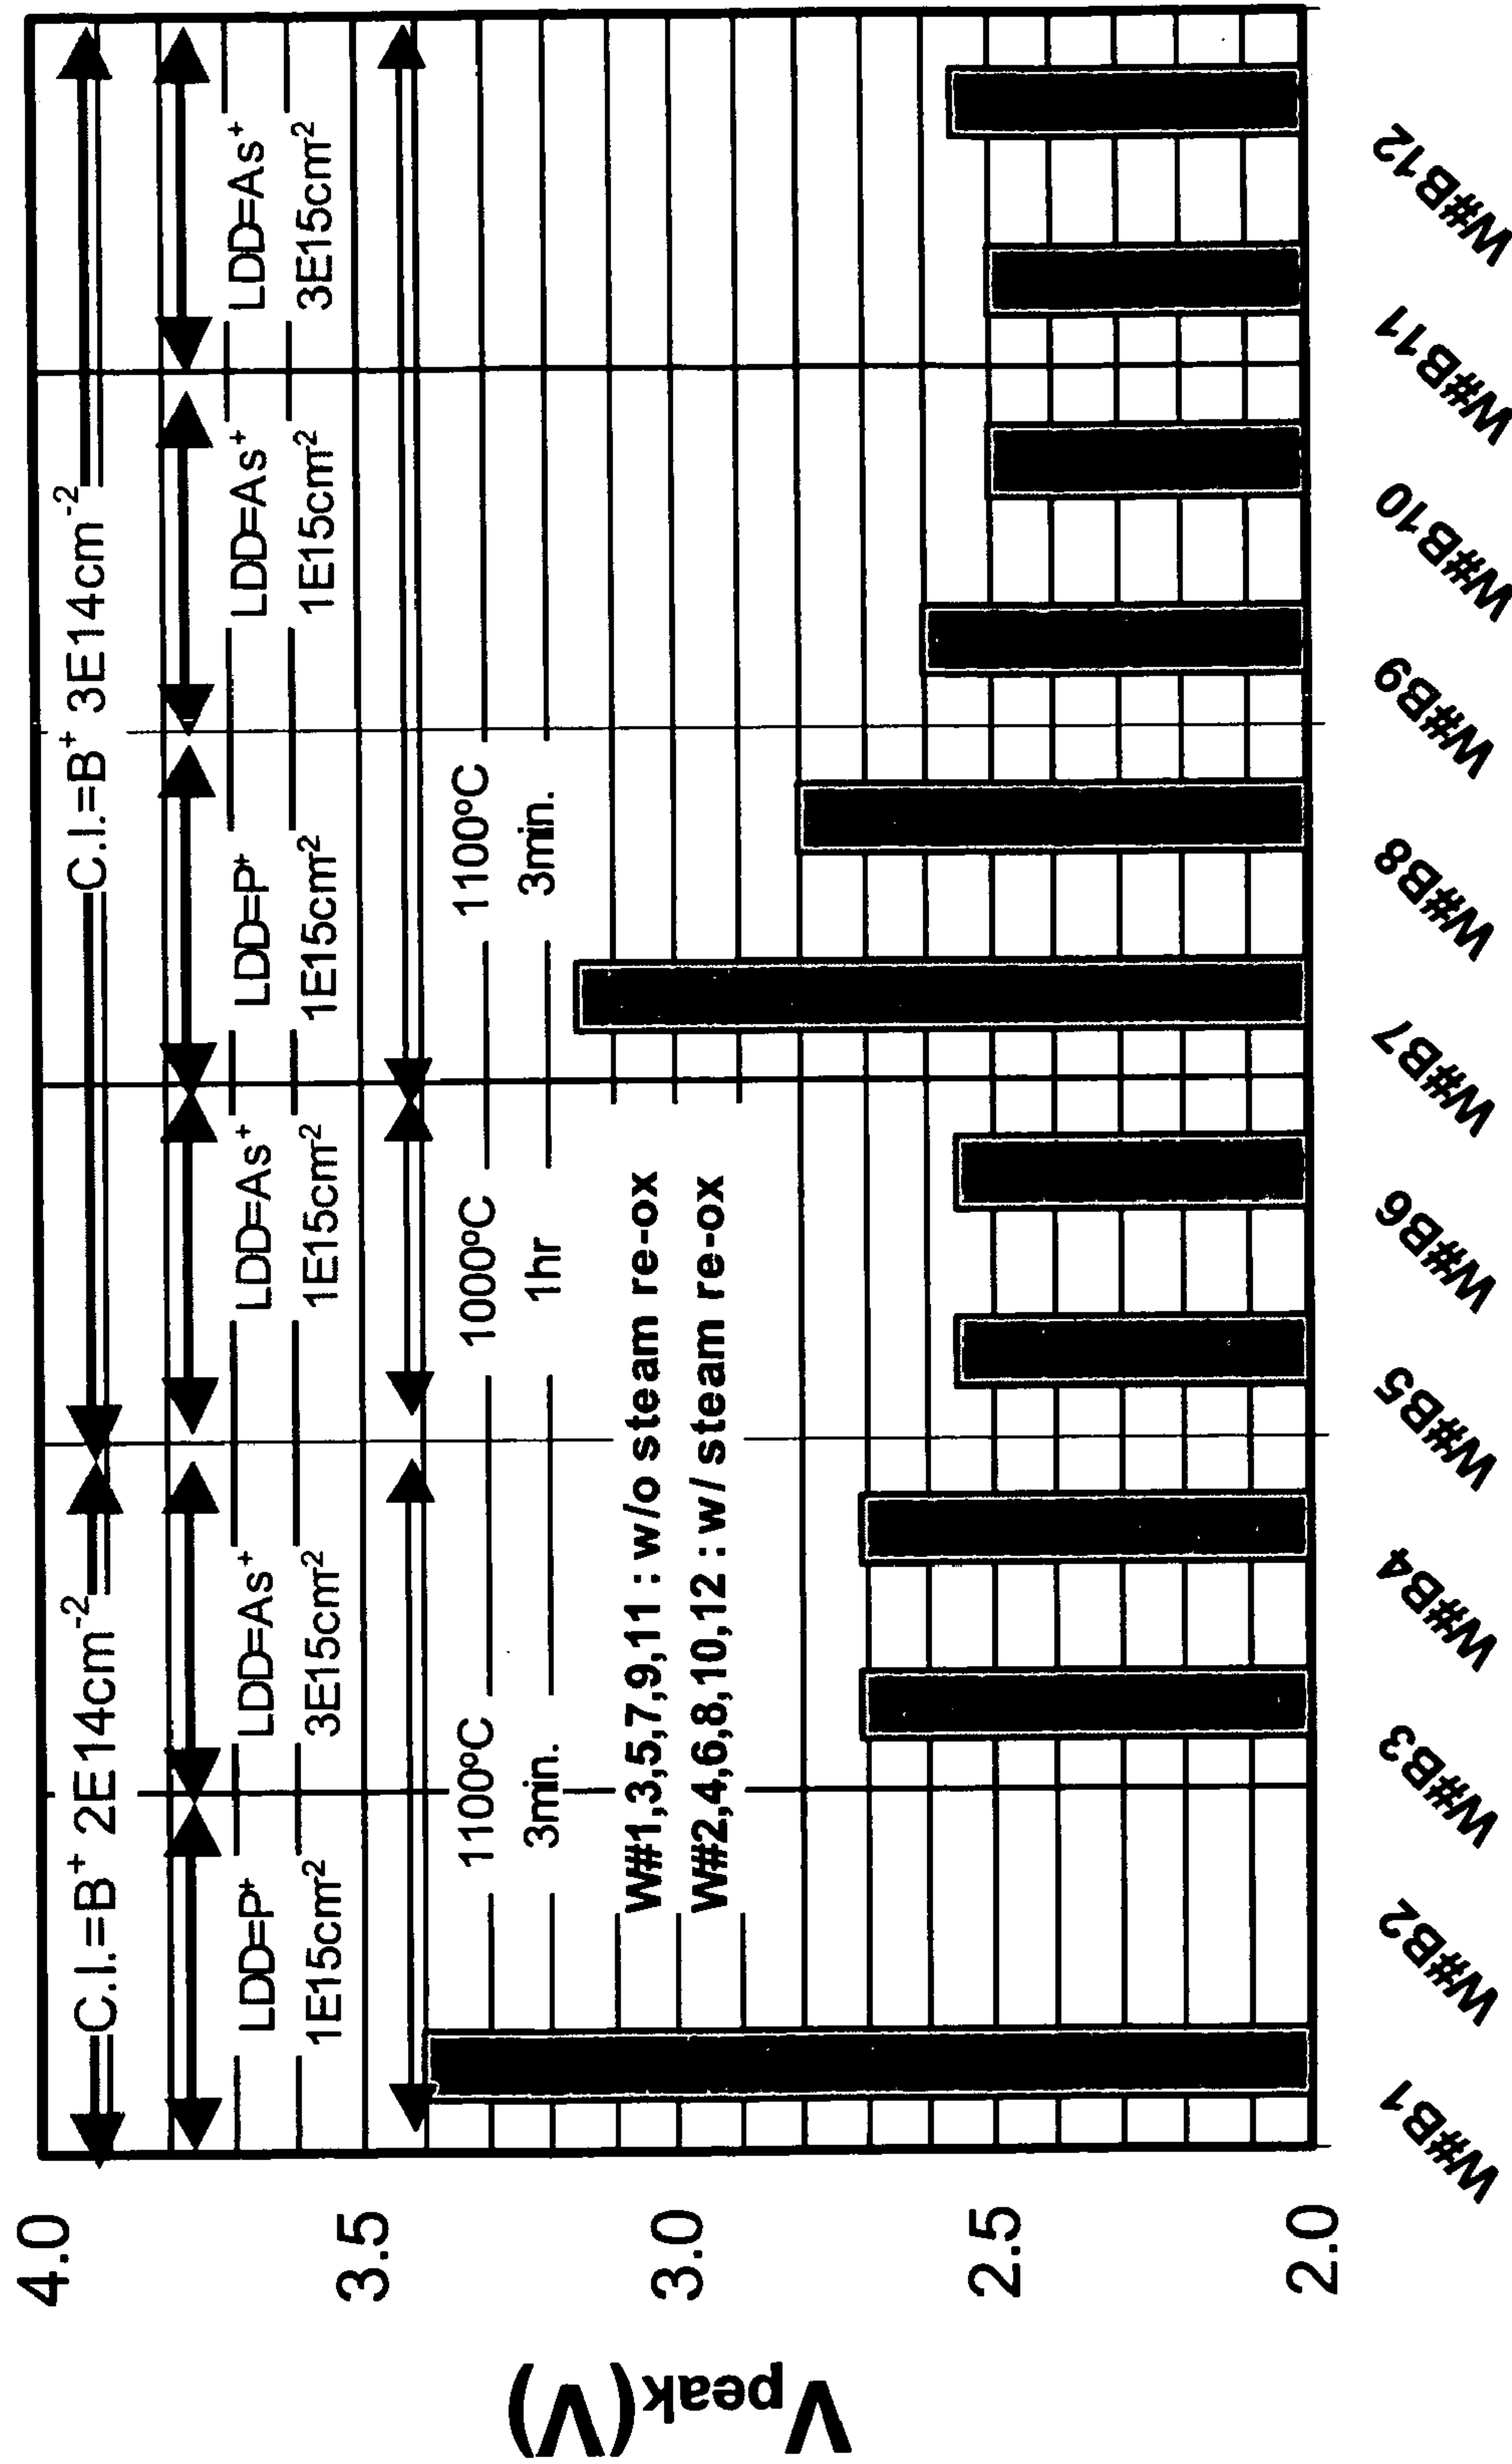 Vpeak(V)
4.0
3.5
3.0
2.5
2.0
C.I.=B⁺ 2E14cm⁻²
C.I.=B⁺ 3E14cm⁻²
LDD=P⁺
1E15cm²
LDD=As⁺
3E15cm²
LDD=As⁺
1E15cm²
LDD=P⁺
1E15cm²
LDD=As⁺
1E15cm²
LDD=As⁺
3E15cm²
1100ºC
3min.
1000ºC
1hr
1100ºC
3min.
W#1,3,5,7,9,11 : w/o steam re-ox
W#2,4,6,8,10,12 : w/ steam re-ox
W#B1
W#B2
W#B3
W#B4
W#B5
W#B6
W#B7
W#B8
W#B9
W#B10
W#B11
W#B12